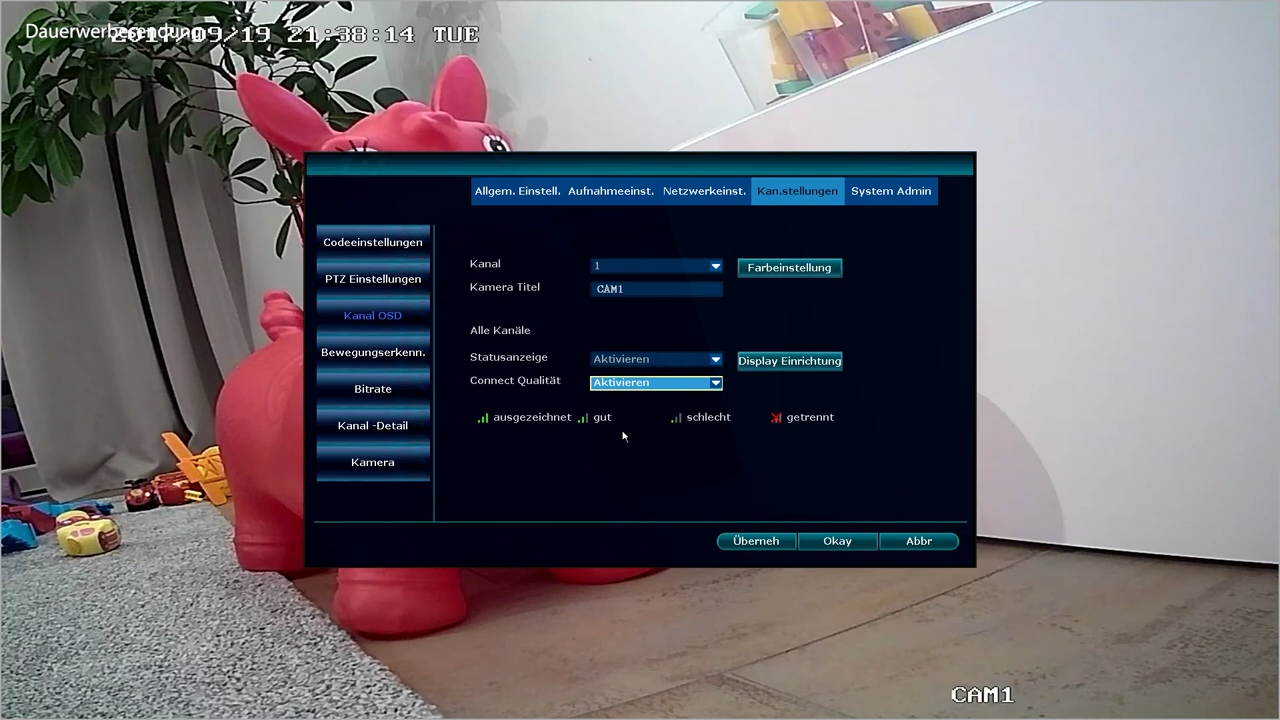 Dauerwerbesendung
2017/09/19 21:38:14 TUE
Allgem. Einstell. Aufnahmeeinst. Netzwerkeinst. Kan.stellungen System Admin
Codeeinstellungen
PTZ Einstellungen
Kanal OSD
Bewegungserkenn.
Bitrate
Kanal -Detail
Kamera
Kanal 1 Farbeinstellung
Kamera Titel CAM1
Alle Kanäle
Statusanzeige Aktivieren Display Einrichtung
Connect Qualität Aktivieren
ausgezeichnet gut schlecht getrennt
Überneh Okay Abbr
CAM1